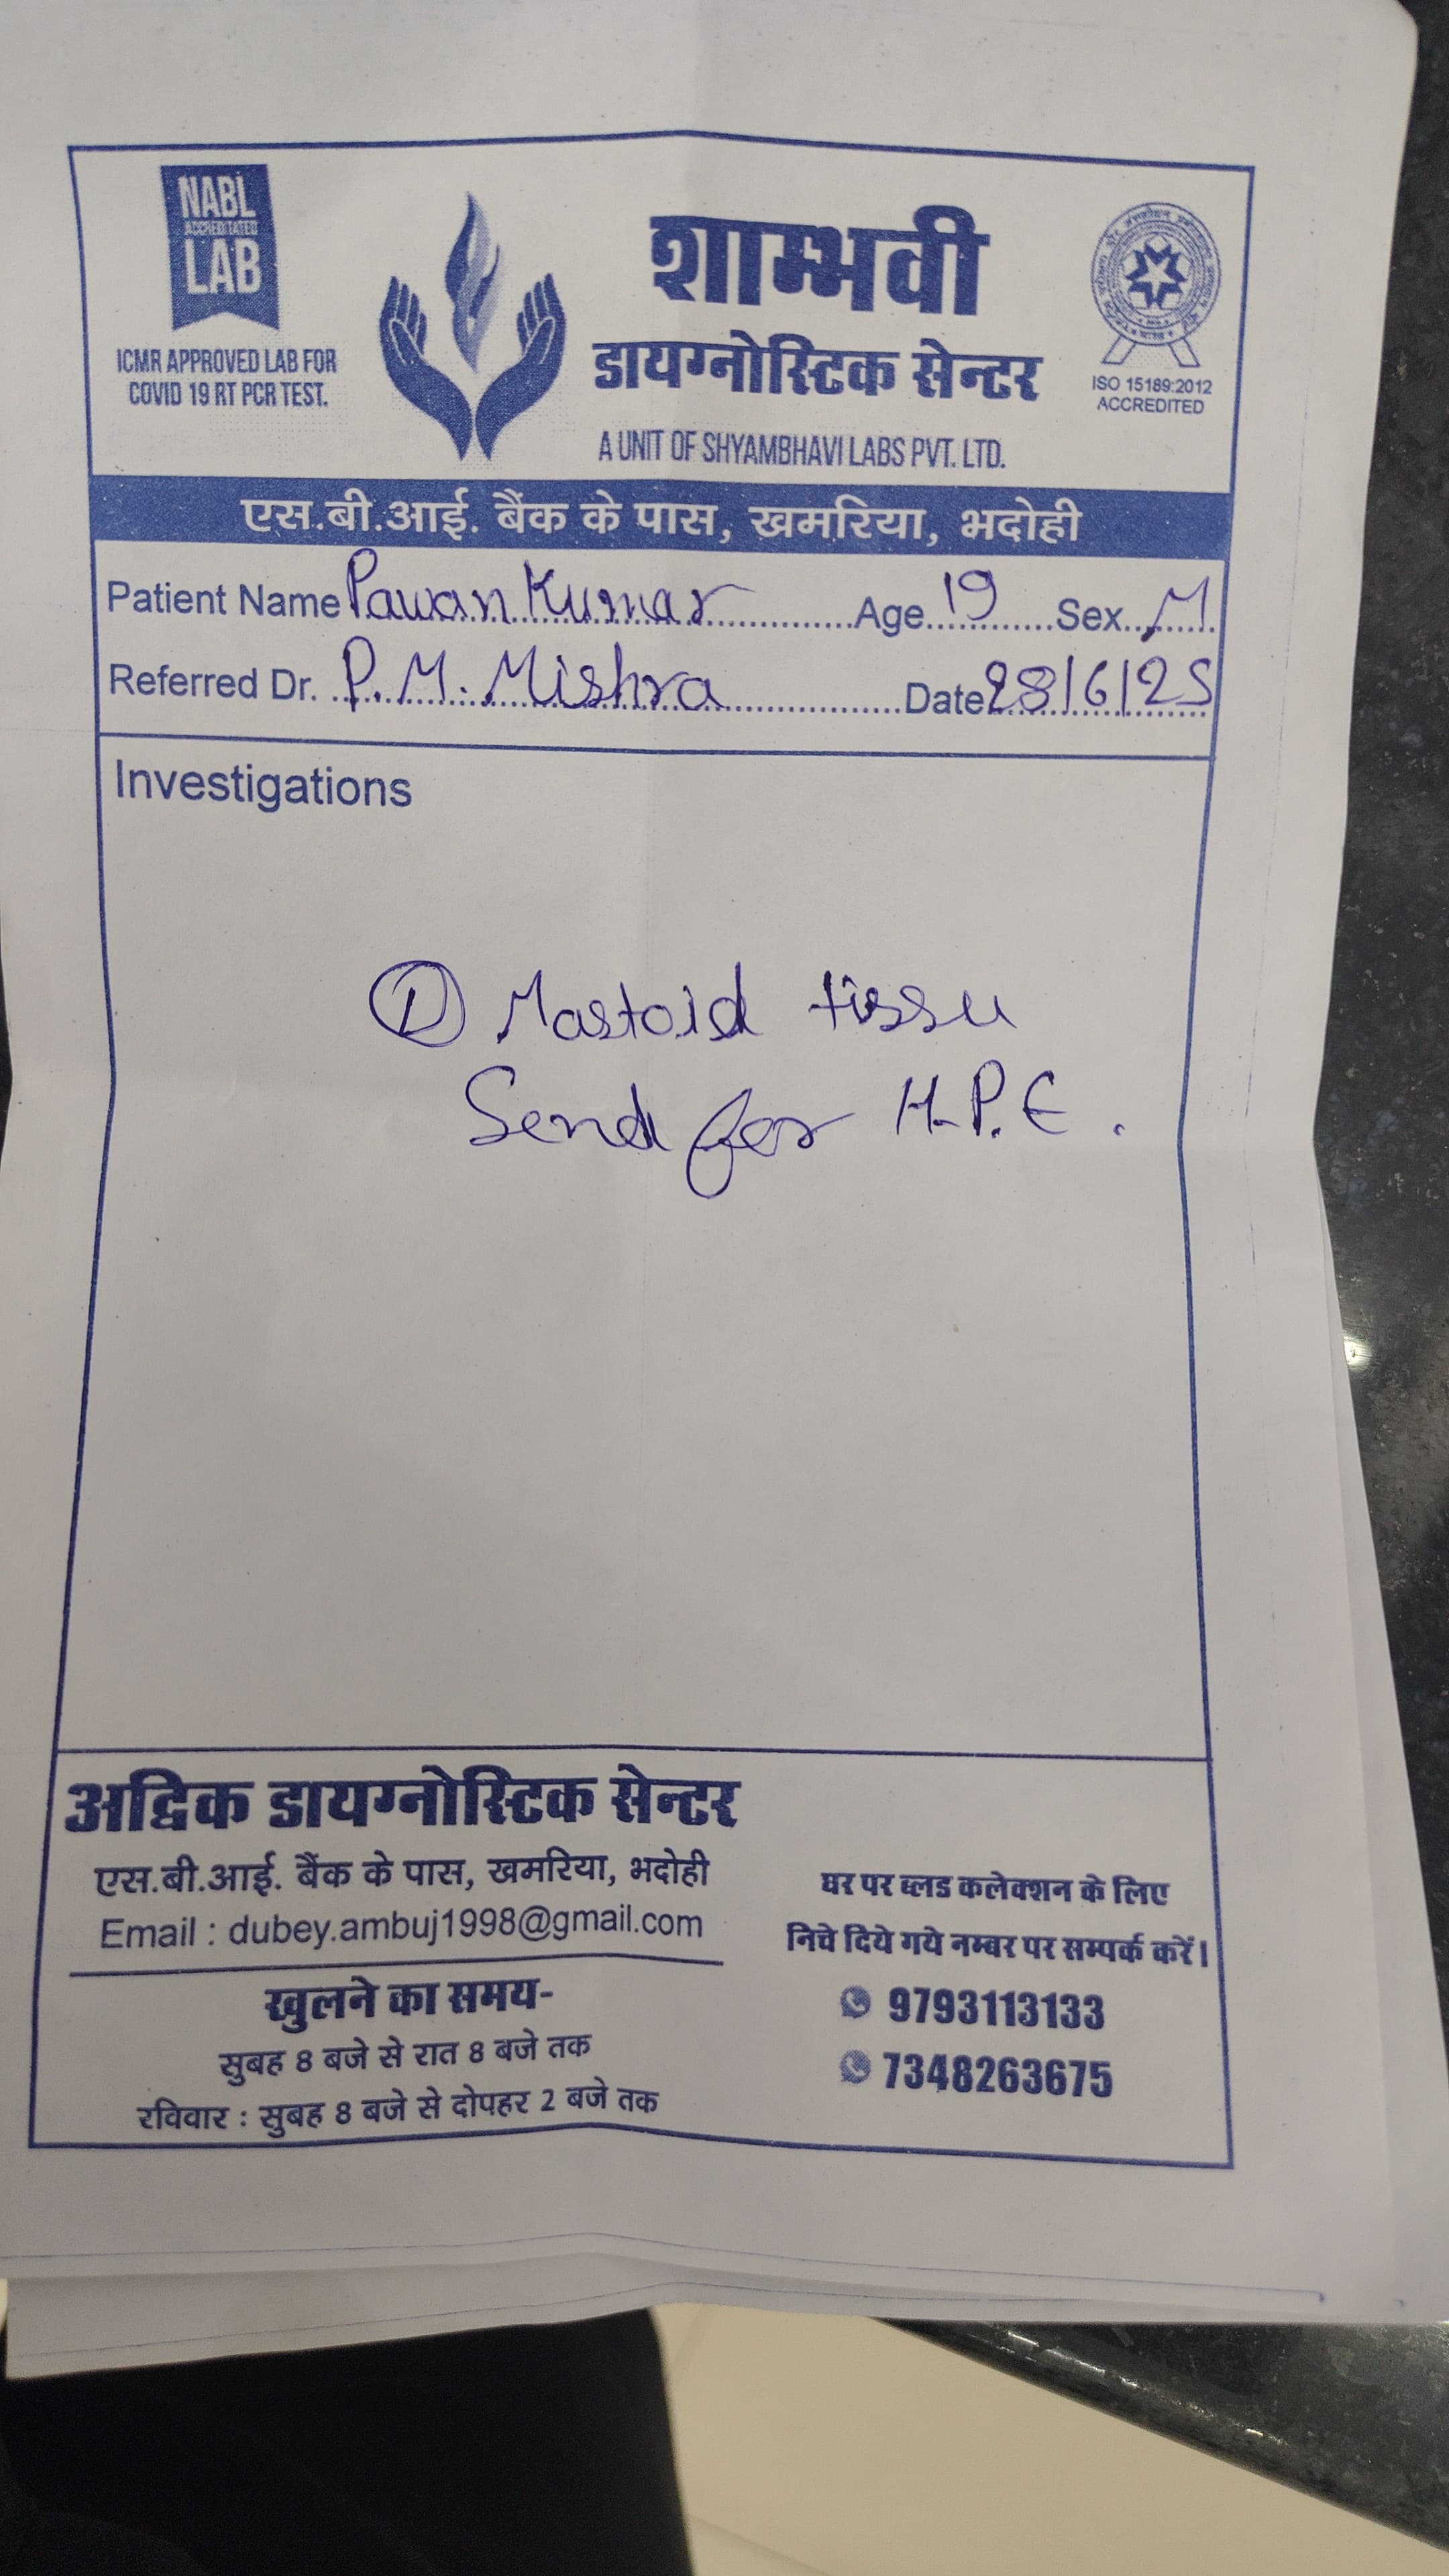 NABL
ACCREDITATED
LAB
ICMR APPROVED LAB FOR
COVID 19 RT PCR TEST.
शाम्भवी
डायग्नोस्टिक सेन्टर
A UNIT OF SHYAMBHAVI LABS PVT. LTD.
ISO 15189:2012
ACCREDITED
एस.बी.आई. बैंक के पास, खमरिया, भदोही
Patient Name Pawan Kumar Age 19 Sex M
Referred Dr. P. M. Mishra Date 28/6/25
Investigations
① Mastoid tissu
Send for H.P.E.
अद्विक डायग्नोस्टिक सेन्टर
एस.बी.आई. बैंक के पास, खमरिया, भदोही
Email : dubey.ambuj1998@gmail.com
खुलने का समय-
सुबह 8 बजे से रात 8 बजे तक
रविवार : सुबह 8 बजे से दोपहर 2 बजे तक
घर पर ब्लड कलेक्शन के लिए
निचे दिये गये नम्बर पर सम्पर्क करें।
9793113133
7348263675